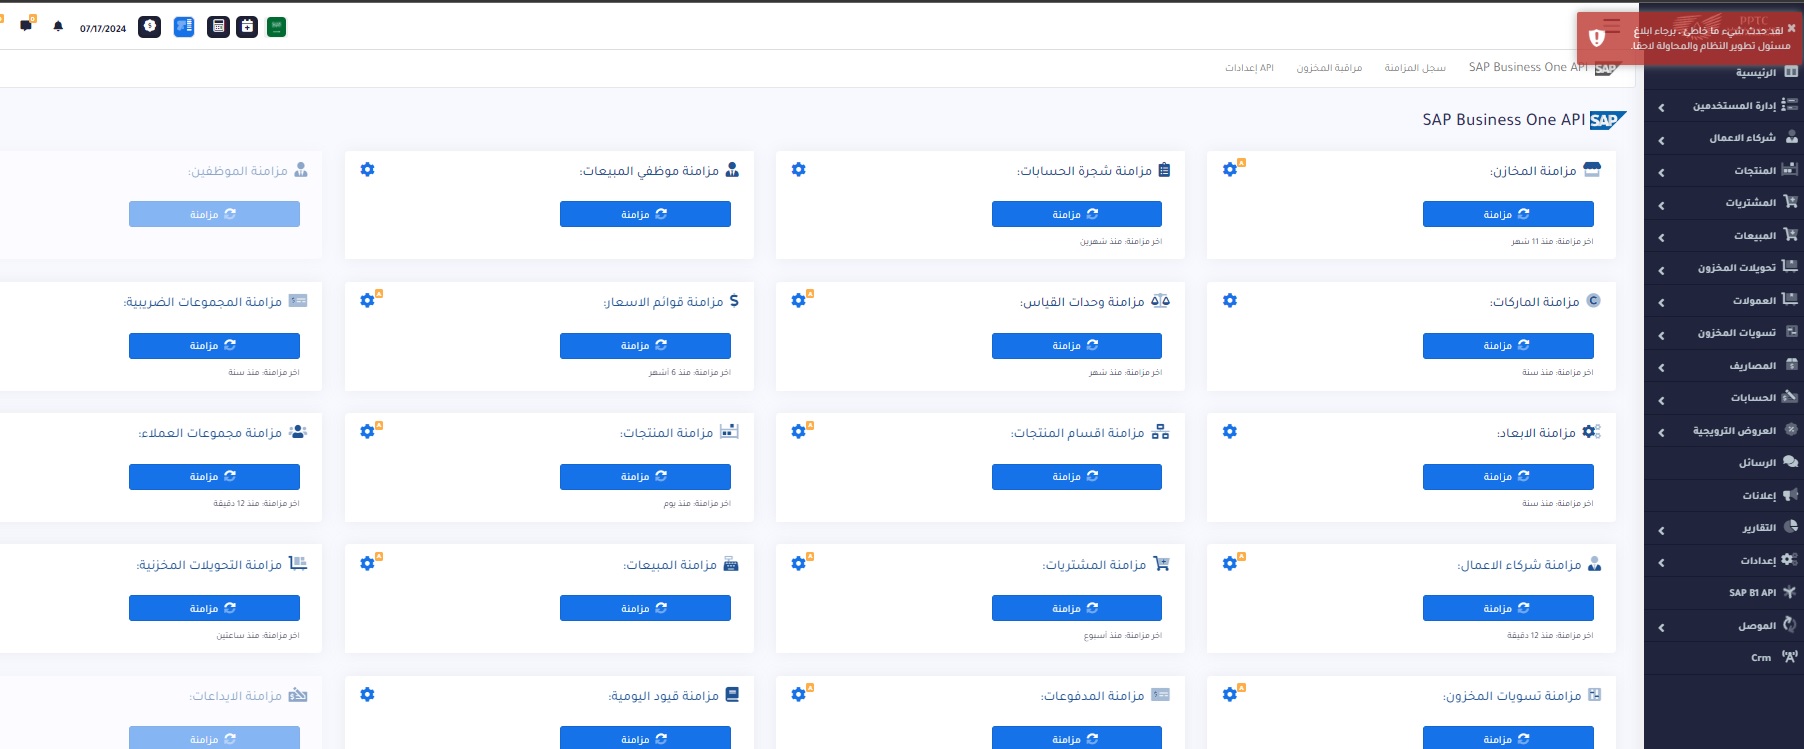 07/17/2024
PPTC
لقد حدث شيء ما خاطئ ، برجاء ابلاغ
مسئول تطوير النظام والمحاولة لاحقا.
SAP Business One API
سجل المزامنة
مراقبة المخزون
API إعدادات
SAP Business One API
SAP
الرئيسية
إدارة المستخدمين
شركاء الاعمال
المنتجات
المشتريات
المبيعات
تحويلات المخزون
العمولات
تسويات المخزون
المصاريف
الحسابات
العروض الترويجية
الرسائل
إعلانات
التقارير
إعدادات
SAP B1 API
الموصل
Crm
مزامنة المخازن:
مزامنة
اخر مزامنة: منذ 11 شهر
مزامنة شجرة الحسابات:
مزامنة
اخر مزامنة: منذ شهرين
مزامنة موظفي المبيعات:
مزامنة
مزامنة الموظفين:
مزامنة
مزامنة الماركات:
مزامنة
اخر مزامنة: منذ سنة
مزامنة وحدات القياس:
مزامنة
اخر مزامنة: منذ شهر
مزامنة قوائم الاسعار:
مزامنة
اخر مزامنة: منذ 6 أشهر
مزامنة المجموعات الضريبية:
مزامنة
اخر مزامنة: منذ سنة
مزامنة الابعاد:
مزامنة
اخر مزامنة: منذ سنة
مزامنة اقسام المنتجات:
مزامنة
مزامنة المنتجات:
مزامنة
اخر مزامنة: منذ يوم
مزامنة مجموعات العملاء:
مزامنة
اخر مزامنة: منذ 12 دقيقة
مزامنة شركاء الاعمال:
مزامنة
اخر مزامنة: منذ 12 دقيقة
مزامنة المشتريات:
مزامنة
اخر مزامنة: منذ أسبوع
مزامنة المبيعات:
مزامنة
مزامنة التحويلات المخزنية:
مزامنة
اخر مزامنة: منذ ساعتين
مزامنة تسويات المخزون:
مزامنة
مزامنة المدفوعات:
مزامنة
مزامنة قيود اليومية:
مزامنة
مزامنة الايداعات:
مزامنة